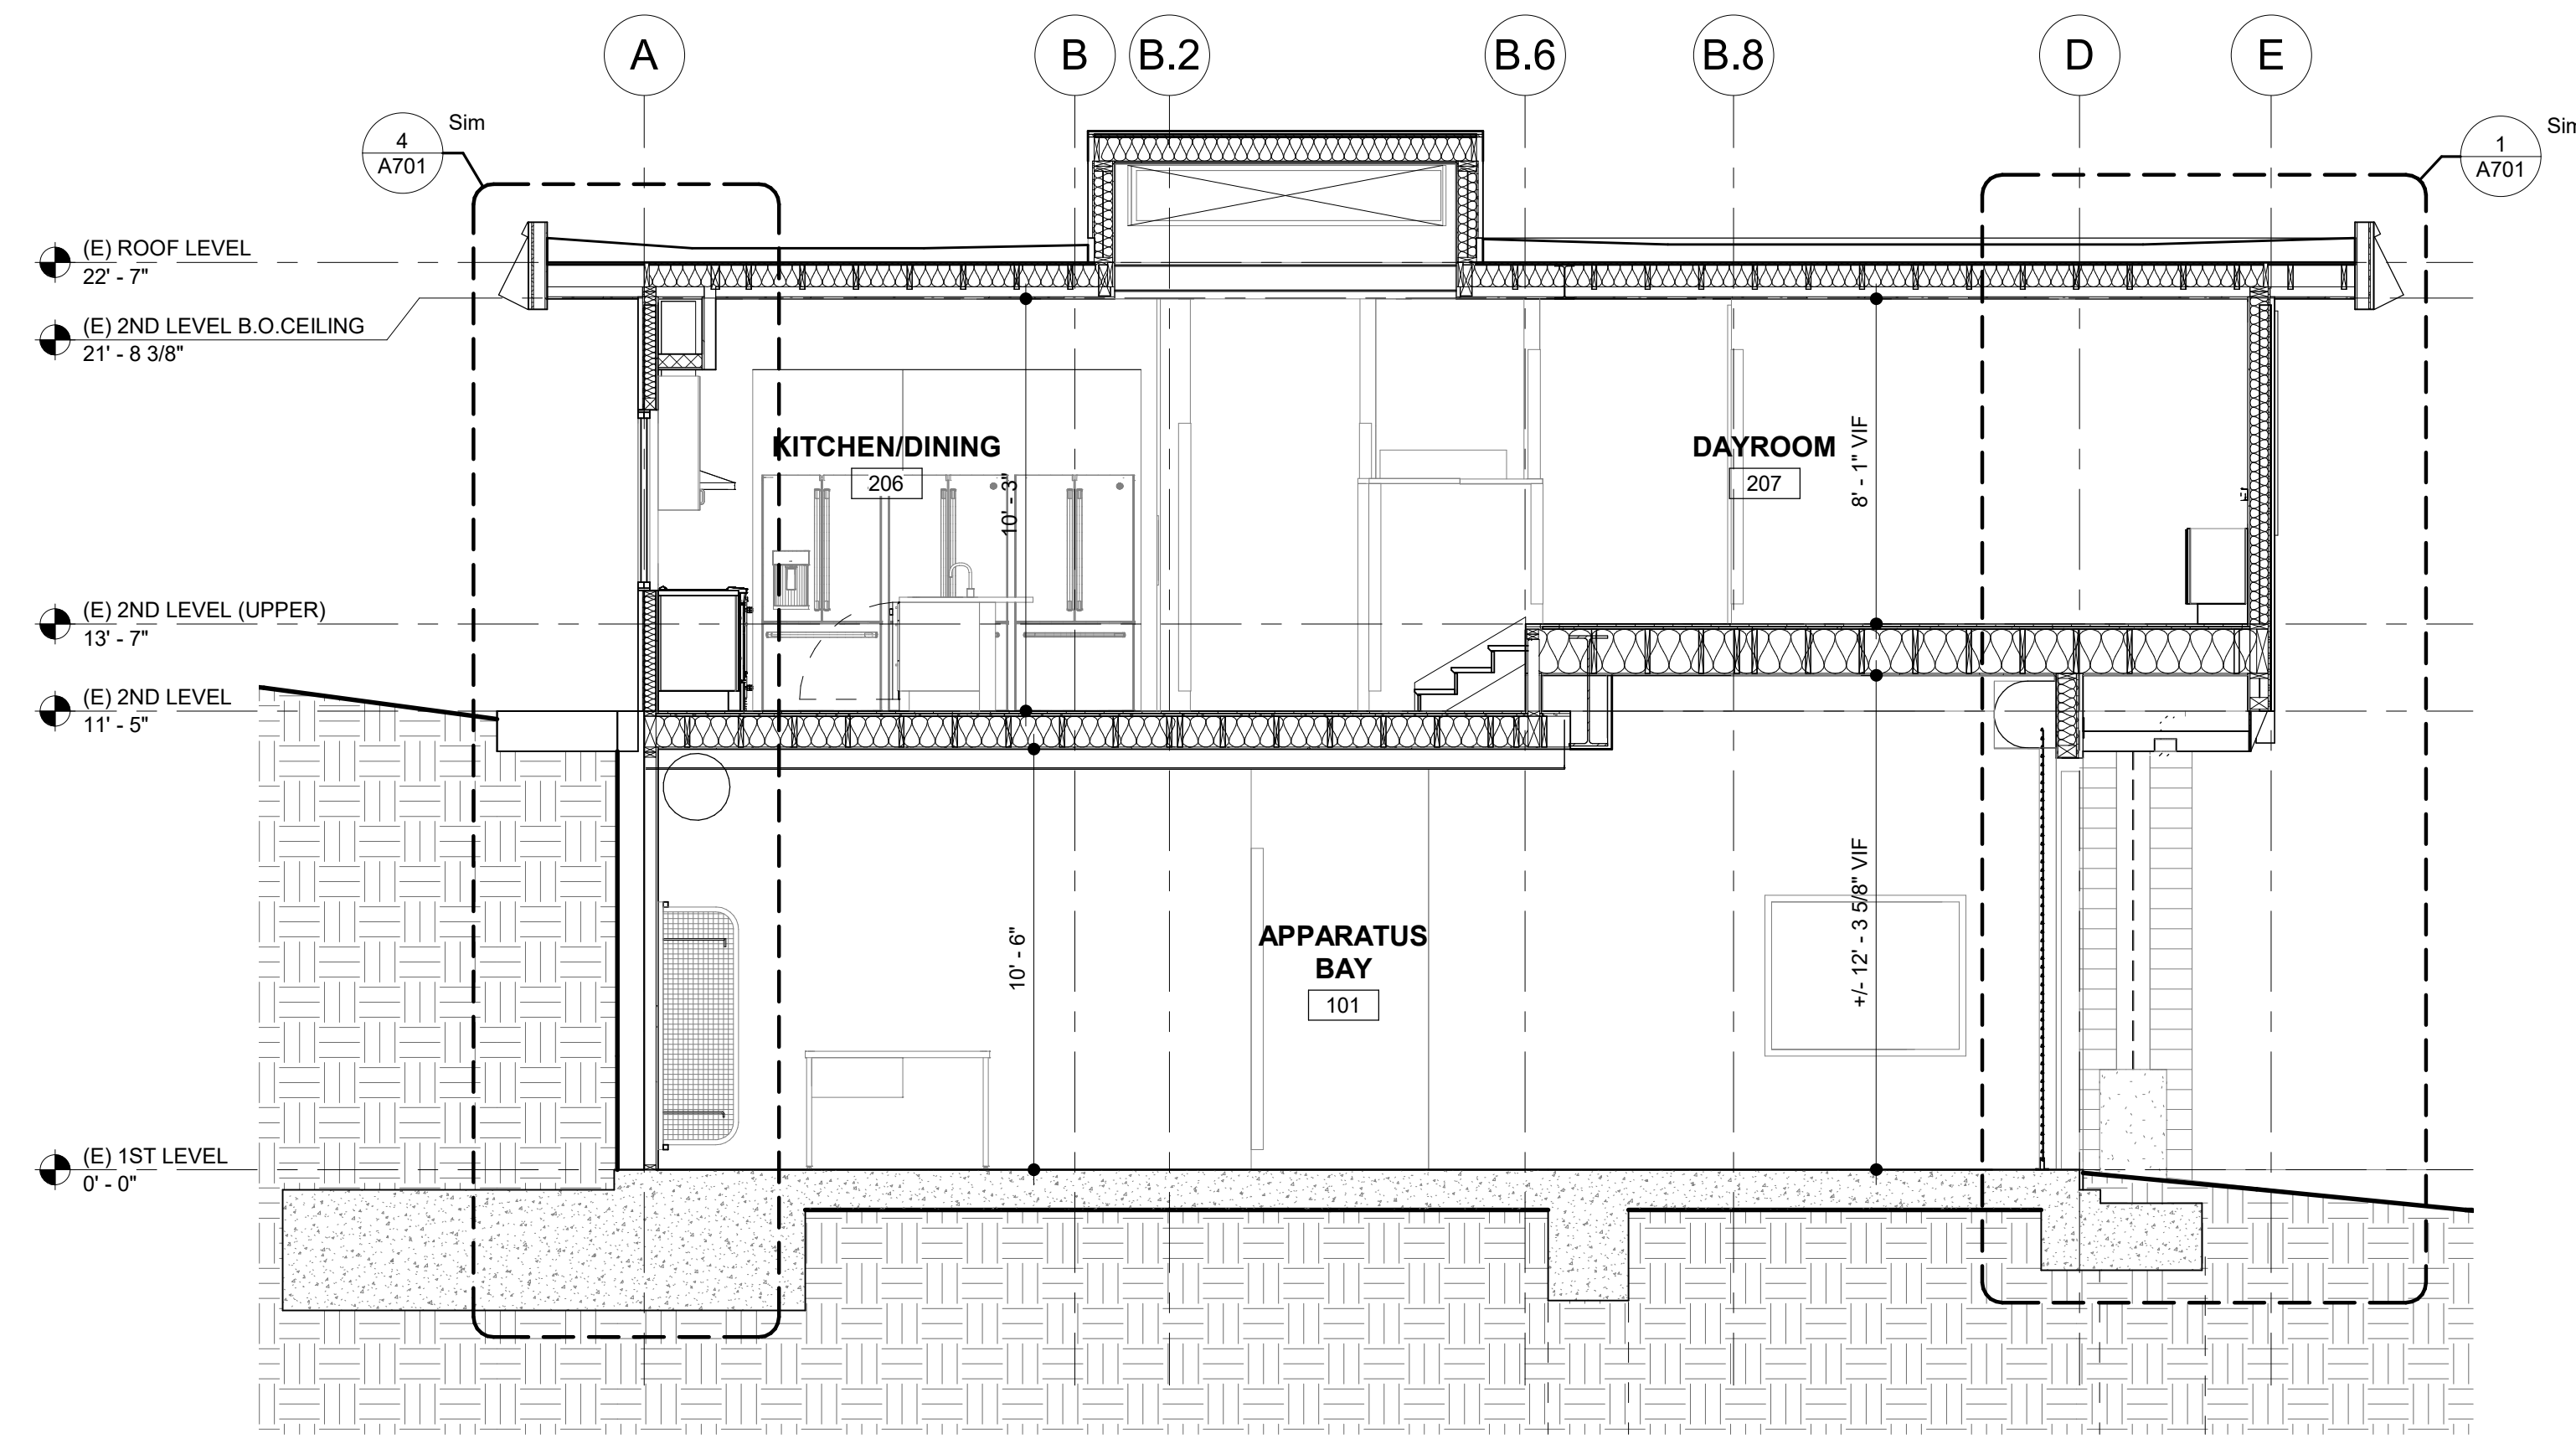 A
B
B.2
B.6
B.8
D
E
4
A701
Sim
1
A701
Sim
(E) ROOF LEVEL
22' - 7"
(E) 2ND LEVEL B.O.CEILING
21' - 8 3/8"
KITCHEN/DINING
206
10' - 3"
DAYROOM
207
8' - 1" VIF
(E) 2ND LEVEL (UPPER)
13' - 7"
(E) 2ND LEVEL
11' - 5"
10' - 6"
APPARATUS
BAY
101
+/- 12' - 3 5/8" VIF
(E) 1ST LEVEL
0' - 0"